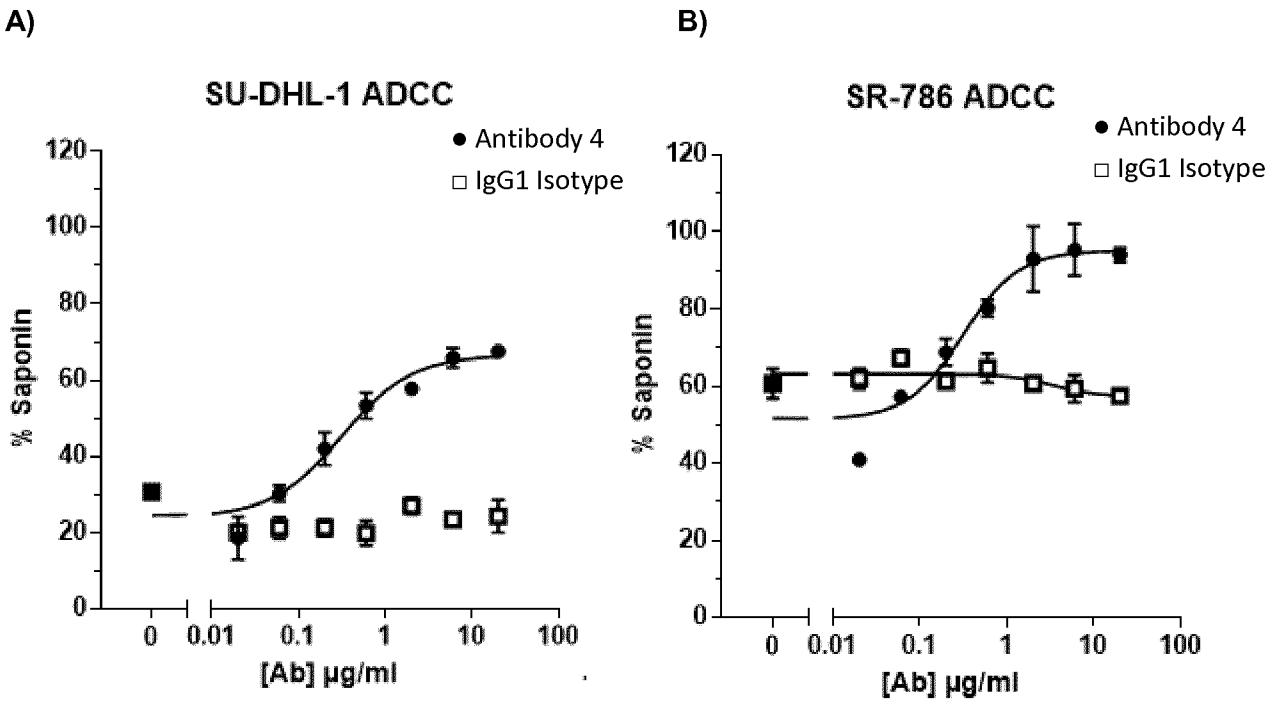 A)
SU-DHL-1 ADCC
Antibody 4
IgG1 Isotype
120
100
80
60
40
20
0
% Saponin
0 0.01 0.1 1 10 100
[Ab] µg/ml
B)
SR-786 ADCC
Antibody 4
IgG1 Isotype
120
100
80
60
40
20
0
% Saponin
0 0.01 0.1 1 10 100
[Ab] µg/ml